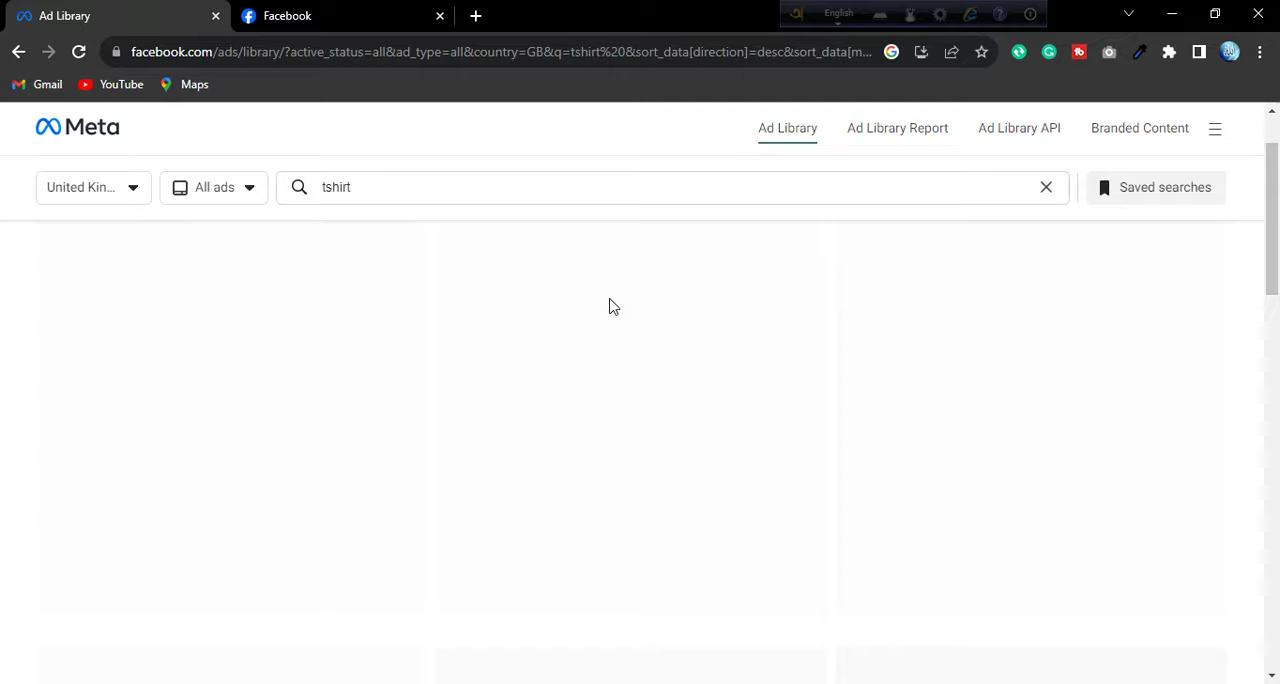 Ad Library
Facebook
English
facebook.com/ads/library/?active_status=all&ad_type=all&country=GB&q=tshirt%20&sort_data[direction]=desc&sort_data[m...
Gmail
YouTube
Maps
Meta
Ad Library
Ad Library Report
Ad Library API
Branded Content
United Kin...
All ads
tshirt
Saved searches